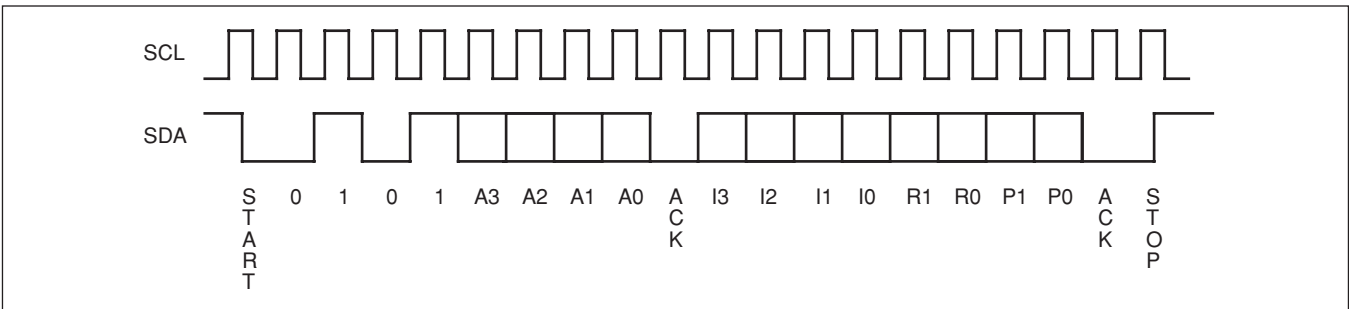 SCL
SDA
START 0 1 0 1 A3 A2 A1 A0 ACK I3 I2 I1 I0 R1 R0 P1 P0 ACK STOP